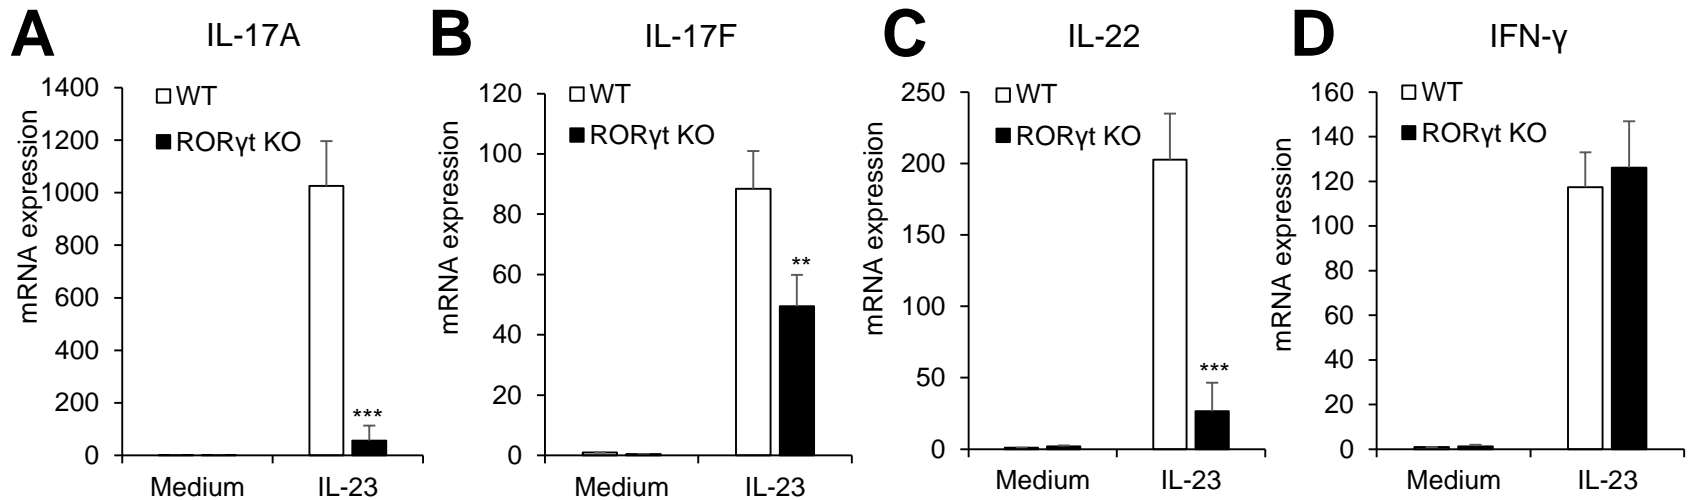 A
IL-17A
mRNA expression
1400
1200
1000
800
600
400
200
0
WT
RORγt KO
***
Medium
IL-23
B
IL-17F
mRNA expression
120
100
80
60
40
20
0
WT
RORγt KO
**
Medium
IL-23
C
IL-22
mRNA expression
250
200
150
100
50
0
WT
RORγt KO
***
Medium
IL-23
D
IFN-γ
mRNA expression
160
140
120
100
80
60
40
20
0
WT
RORγt KO
Medium
IL-23